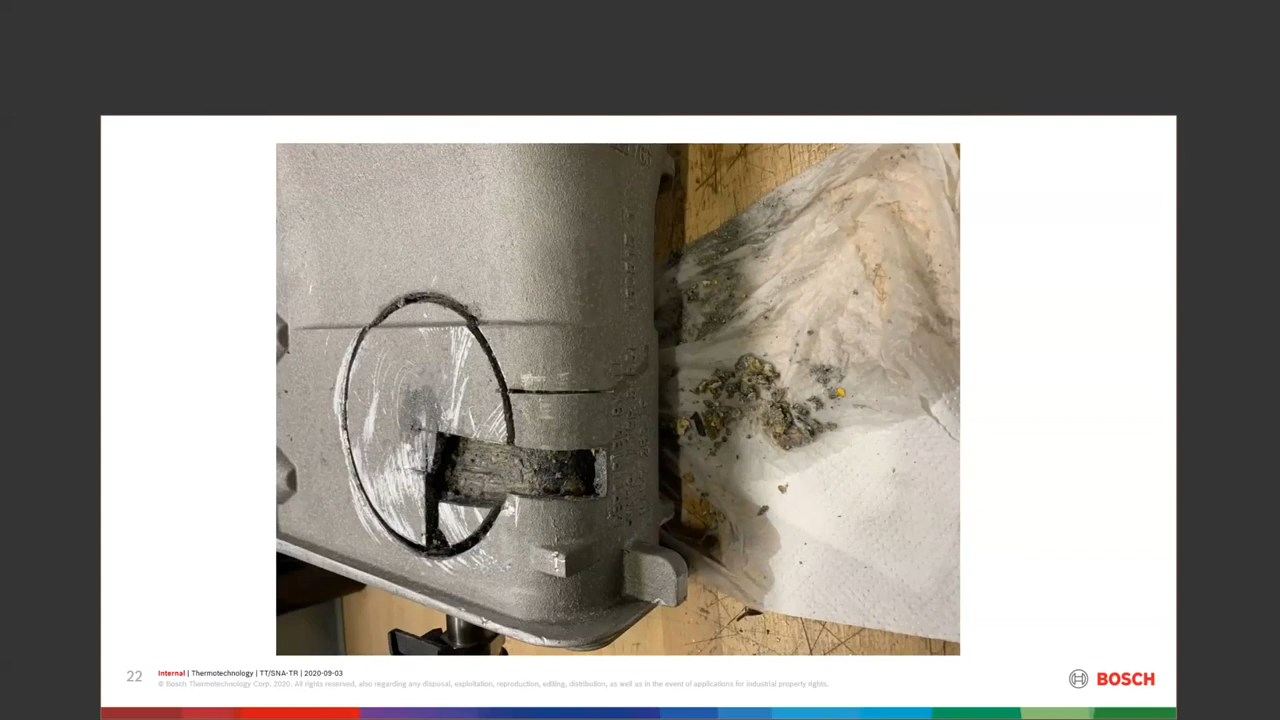 22
Internal | Thermotechnology | TT/SNA-TR | 2020-09-03
© Bosch Thermotechnology Corp. 2020. All rights reserved, also regarding any disposal, exploitation, reproduction, editing, distribution, as well as in the event of applications for industrial property rights.
BOSCH